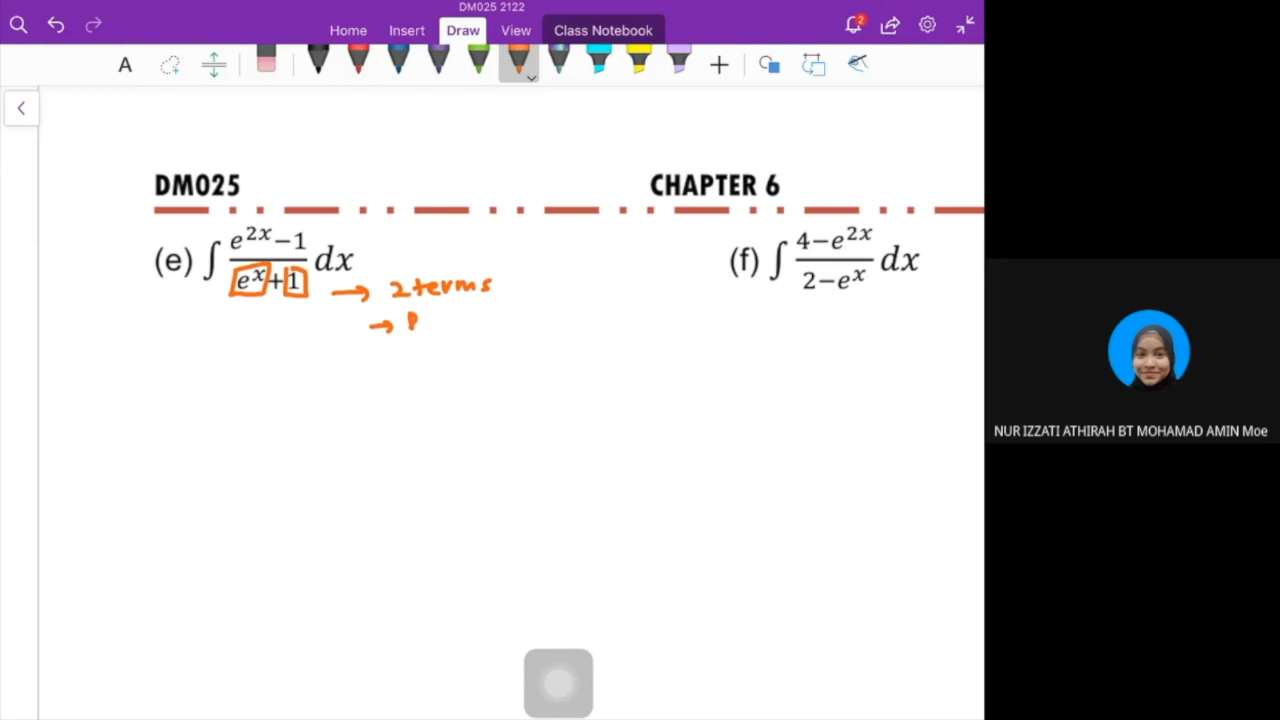 DM025 2122
Home Insert Draw View Class Notebook
2
A
DM025 CHAPTER 6
(e) ∫ (e^{2x}−1)/(e^x+1) dx → 2 terms
→
(f) ∫ (4−e^{2x})/(2−e^x) dx
NUR IZZATI ATHIRAH BT MOHAMAD AMIN Moe